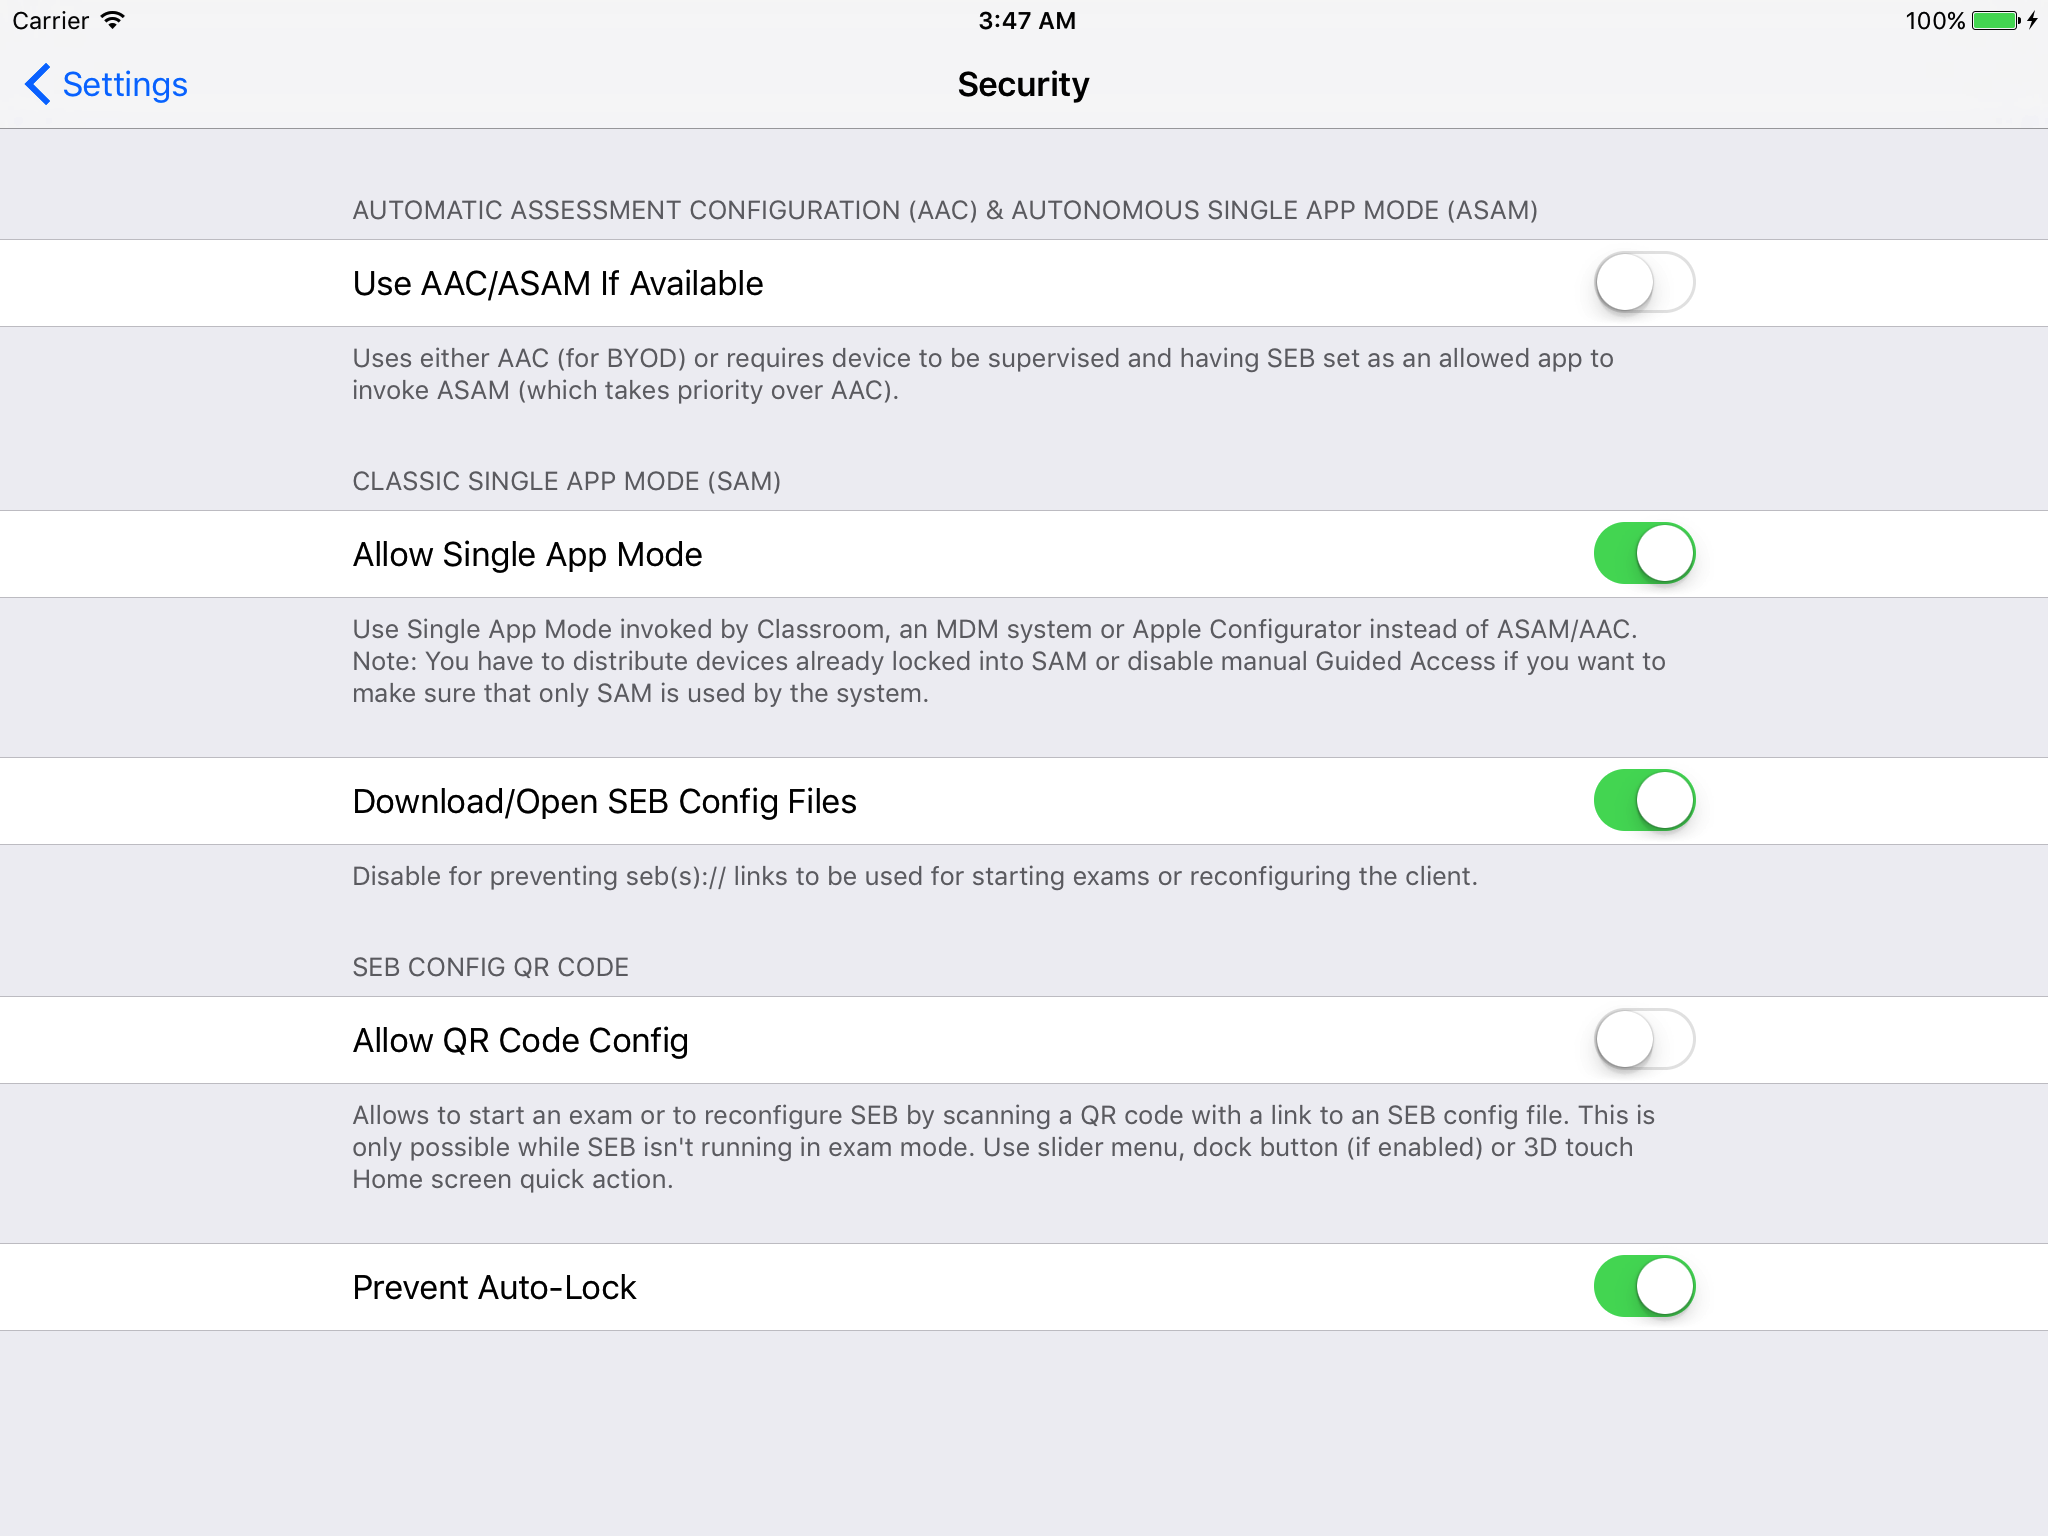 Carrier
3:47 AM
100%
Settings
Security
AUTOMATIC ASSESSMENT CONFIGURATION (AAC) & AUTONOMOUS SINGLE APP MODE (ASAM)
Use AAC/ASAM If Available
Uses either AAC (for BYOD) or requires device to be supervised and having SEB set as an allowed app to
invoke ASAM (which takes priority over AAC).
CLASSIC SINGLE APP MODE (SAM)
Allow Single App Mode
Use Single App Mode invoked by Classroom, an MDM system or Apple Configurator instead of ASAM/AAC.
Note: You have to distribute devices already locked into SAM or disable manual Guided Access if you want to
make sure that only SAM is used by the system.
Download/Open SEB Config Files
Disable for preventing seb(s):// links to be used for starting exams or reconfiguring the client.
SEB CONFIG QR CODE
Allow QR Code Config
Allows to start an exam or to reconfigure SEB by scanning a QR code with a link to an SEB config file. This is
only possible while SEB isn't running in exam mode. Use slider menu, dock button (if enabled) or 3D touch
Home screen quick action.
Prevent Auto-Lock